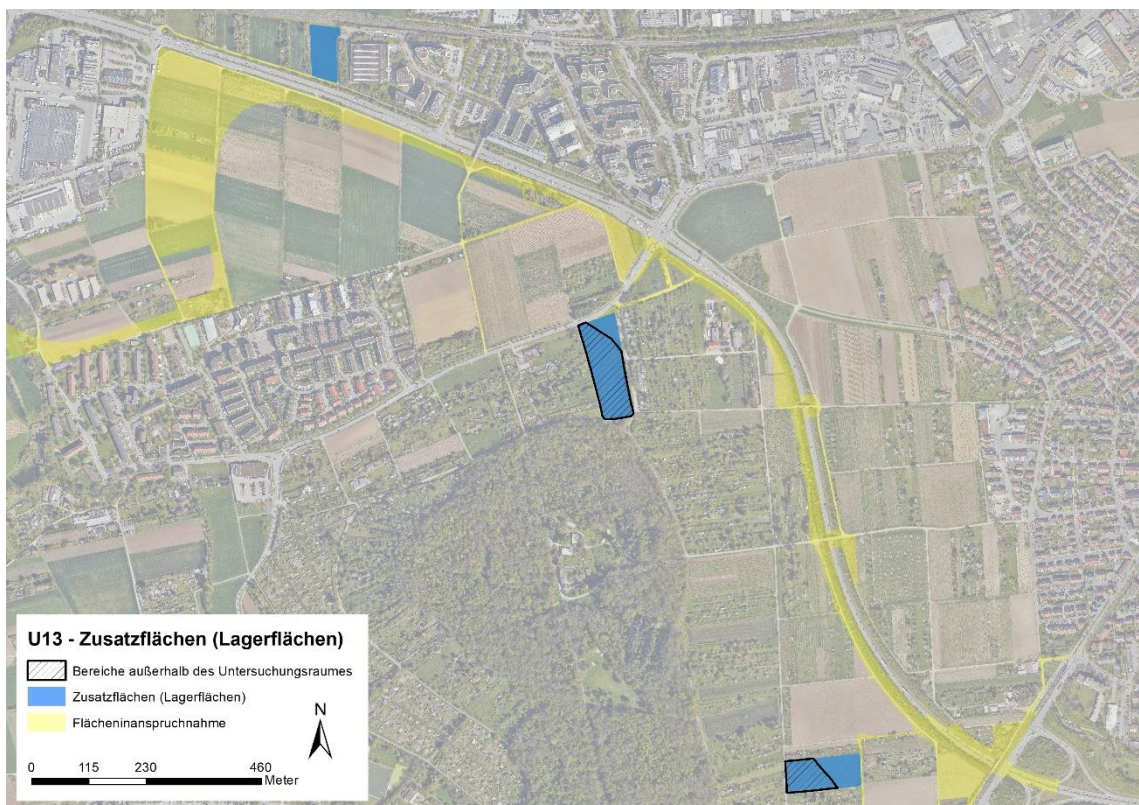 U13 - Zusatzflächen (Lagerflächen)
Bereiche außerhalb des Untersuchungsraumes
Zusatzflächen (Lagerflächen)
Flächeninanspruchnahme
N
0 115 230 460
Meter